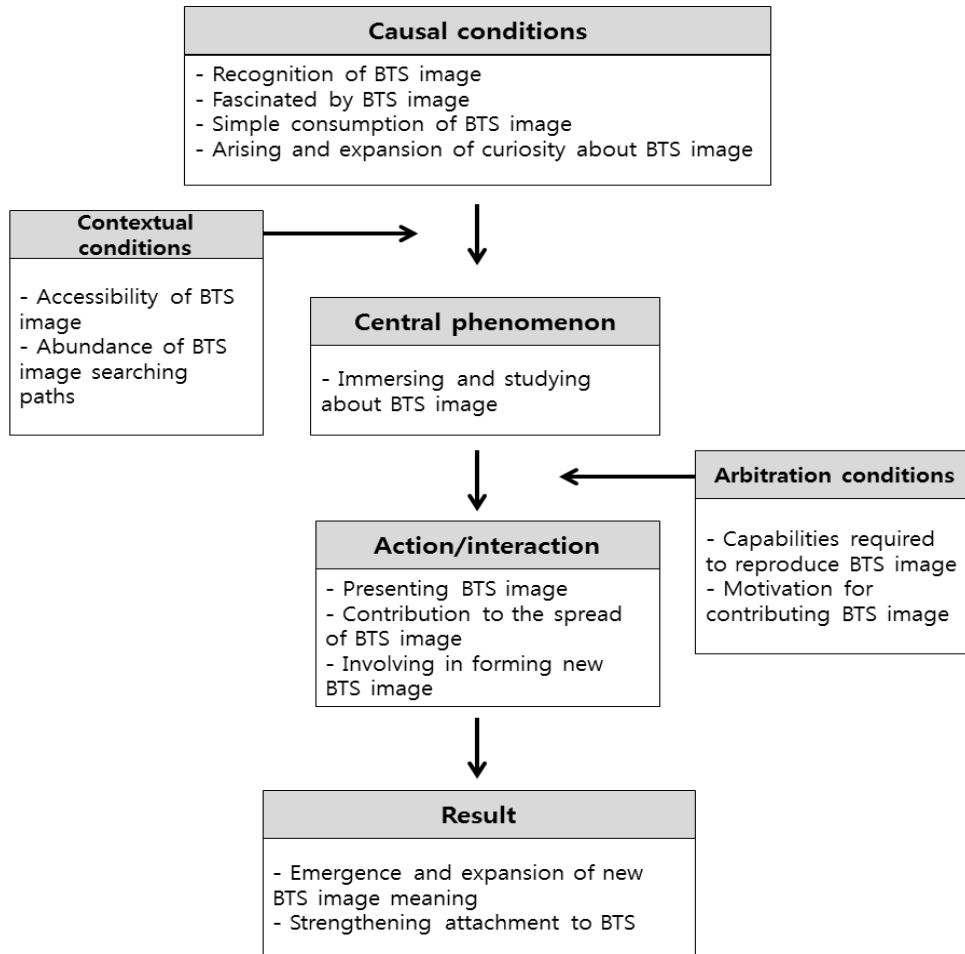 Causal conditions
- Recognition of BTS image
- Fascinated by BTS image
- Simple consumption of BTS image
- Arising and expansion of curiosity about BTS image
Contextual
conditions
- Accessibility of BTS
image
- Abundance of BTS
image searching
paths
Central phenomenon
- Immersing and studying
about BTS image
Arbitration conditions
- Capabilities required
to reproduce BTS image
- Motivation for
contributing BTS image
Action/interaction
- Presenting BTS image
- Contribution to the spread
of BTS image
- Involving in forming new
BTS image
Result
- Emergence and expansion of new
BTS image meaning
- Strengthening attachment to BTS